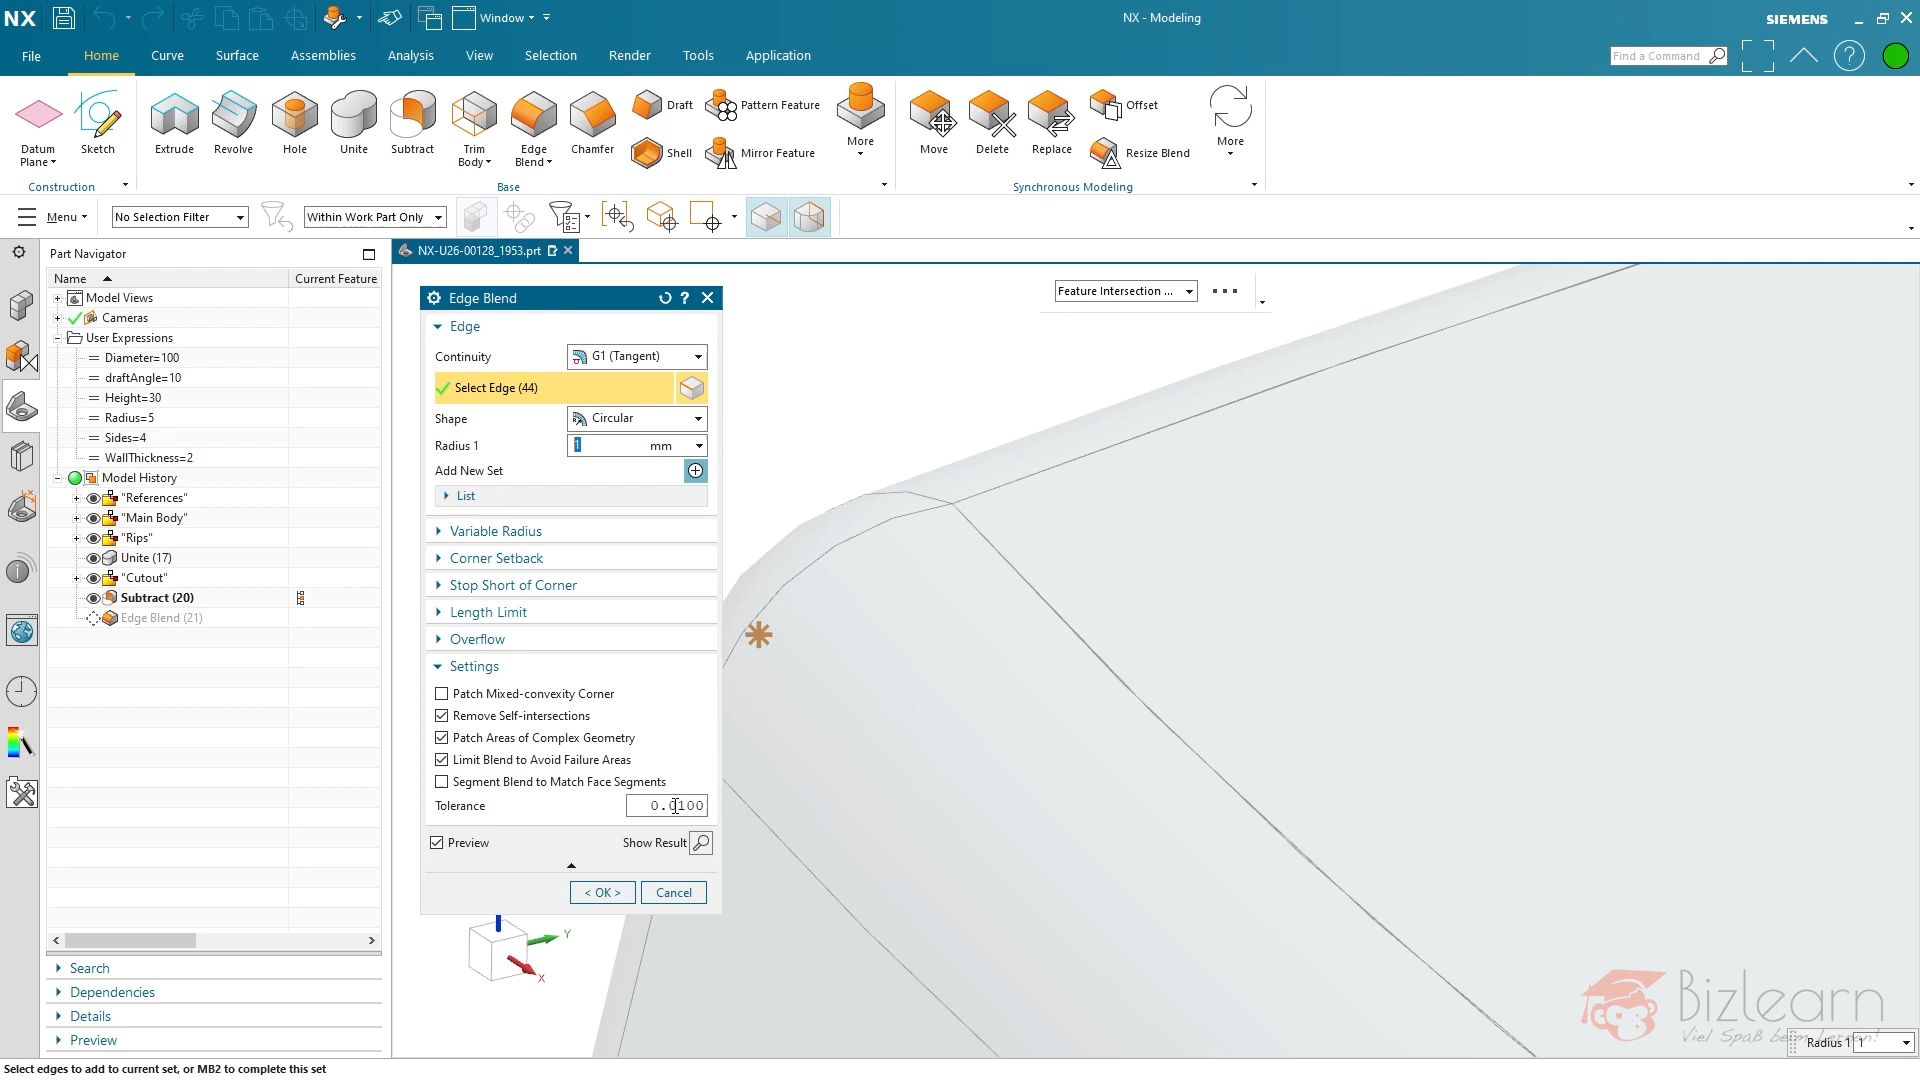 NX
Window
NX - Modeling
SIEMENS
File
Home
Curve
Surface
Assemblies
Analysis
View
Selection
Render
Tools
Application
Find a Command
Datum Plane
Sketch
Extrude
Revolve
Hole
Unite
Subtract
Trim Body
Edge Blend
Chamfer
Draft
Shell
Pattern Feature
Mirror Feature
More
Move
Delete
Replace
Offset
Resize Blend
More
Construction
Base
Synchronous Modeling
Menu
No Selection Filter
Within Work Part Only
Part Navigator
NX-U26-00128_1953.prt
Name
Current Feature
Model Views
Cameras
User Expressions
Diameter=100
draftAngle=10
Height=30
Radius=5
Sides=4
WallThickness=2
Model History
"References"
"Main Body"
"Rips"
Unite (17)
"Cutout"
Subtract (20)
Edge Blend (21)
Search
Dependencies
Details
Preview
Feature Intersection ...
Edge Blend
Edge
Continuity
G1 (Tangent)
Select Edge (44)
Shape
Circular
Radius 1
1
mm
Add New Set
List
Variable Radius
Corner Setback
Stop Short of Corner
Length Limit
Overflow
Settings
Patch Mixed-convexity Corner
Remove Self-intersections
Patch Areas of Complex Geometry
Limit Blend to Avoid Failure Areas
Segment Blend to Match Face Segments
Tolerance
0.0100
Preview
Show Result
< OK >
Cancel
Y
X
Bizlearn
Viel Spaß beim Lernen!
Radius 1
1
Select edges to add to current set, or MB2 to complete this set